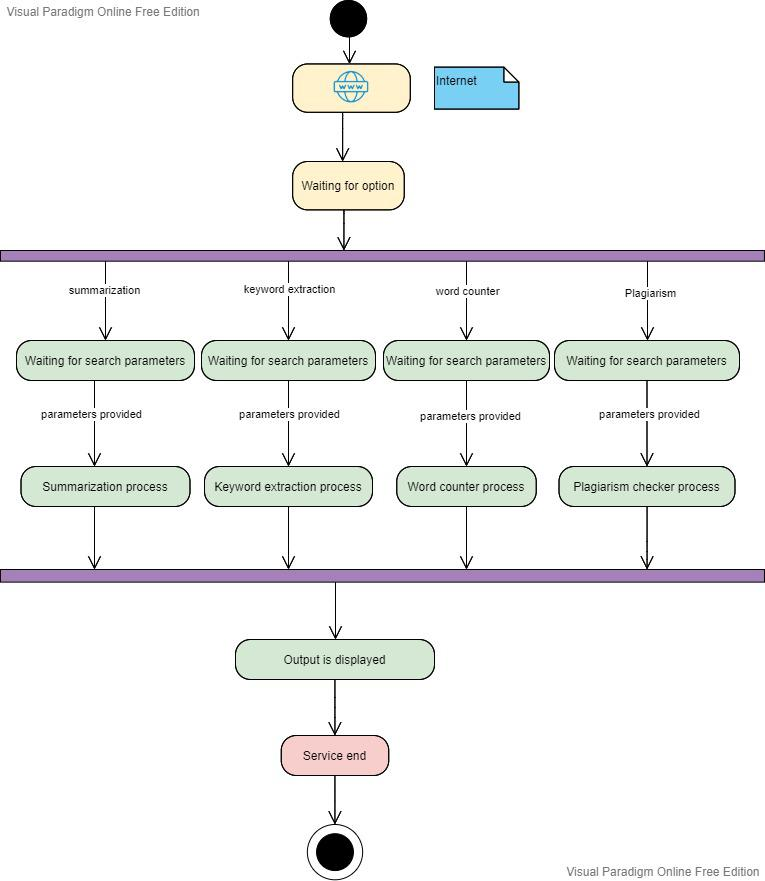 Visual Paradigm Online Free Edition
www
Internet
Waiting for option
summarization
keyword extraction
word counter
Plagiarism
Waiting for search parameters
Waiting for search parameters
Waiting for search parameters
Waiting for search parameters
parameters provided
parameters provided
parameters provided
parameters provided
Summarization process
Keyword extraction process
Word counter process
Plagiarism checker process
Output is displayed
Service end
Visual Paradigm Online Free Edition